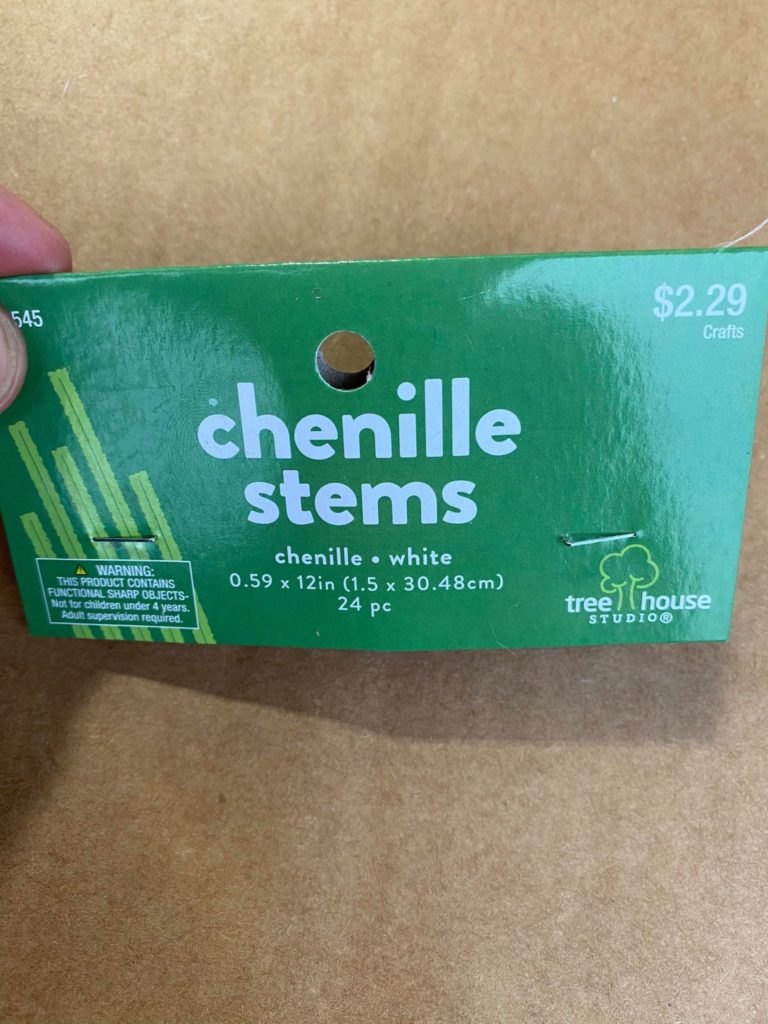 545
$2.29
Crafts
chenille
stems
chenille • white
0.59 x 12in (1.5 x 30.48cm)
24 pc
WARNING:
THIS PRODUCT CONTAINS
FUNCTIONAL SHARP OBJECTS-
Not for children under 4 years.
Adult supervision required.
tree house
STUDIO®